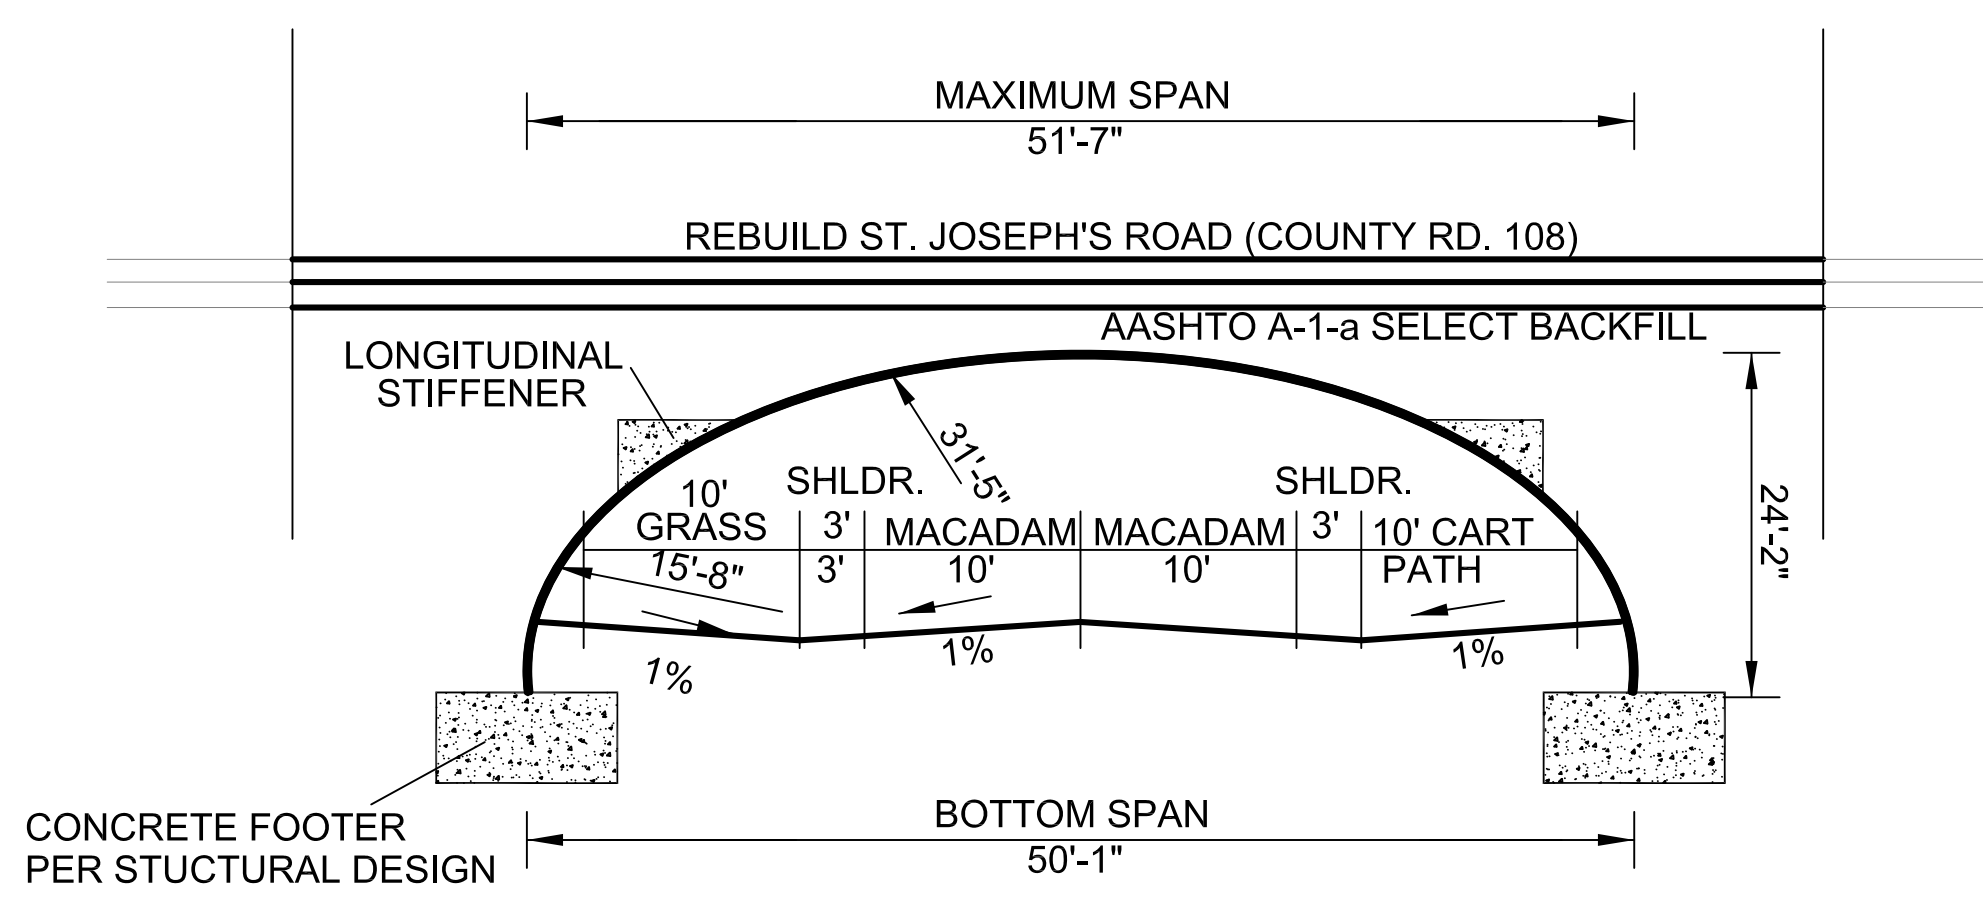 MAXIMUM SPAN
51'-7"
REBUILD ST. JOSEPH'S ROAD (COUNTY RD. 108)
AASHTO A-1-a SELECT BACKFILL
LONGITUDINAL
STIFFENER
31'-5"
24'-2"
10'
GRASS
SHLDR.
3'
MACADAM
MACADAM
SHLDR.
3'
10' CART
PATH
15'-8"
3'
10'
10'
1%
1%
1%
CONCRETE FOOTER
PER STUCTURAL DESIGN
BOTTOM SPAN
50'-1"